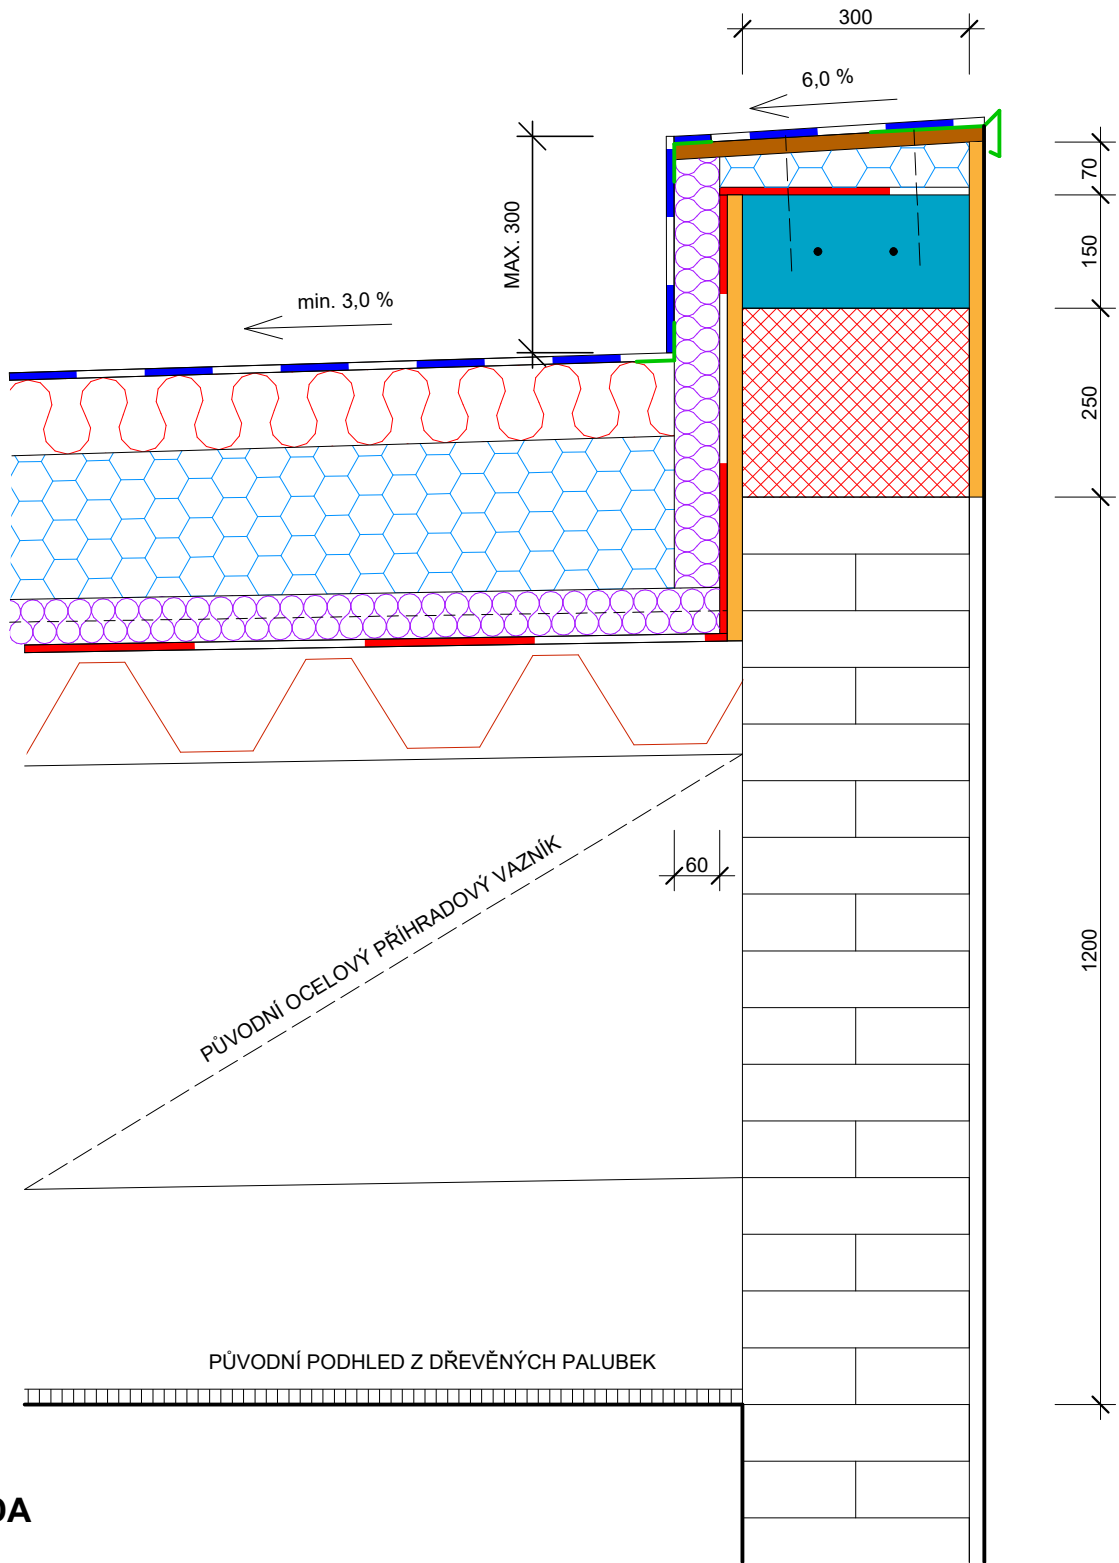 300
6,0 %
70
MAX. 300
150
min. 3,0 %
250
60
PŮVODNÍ OCELOVÝ PŘÍHRADOVÝ VAZNÍK
1200
PŮVODNÍ PODHLED Z DŘEVĚNÝCH PALUBEK